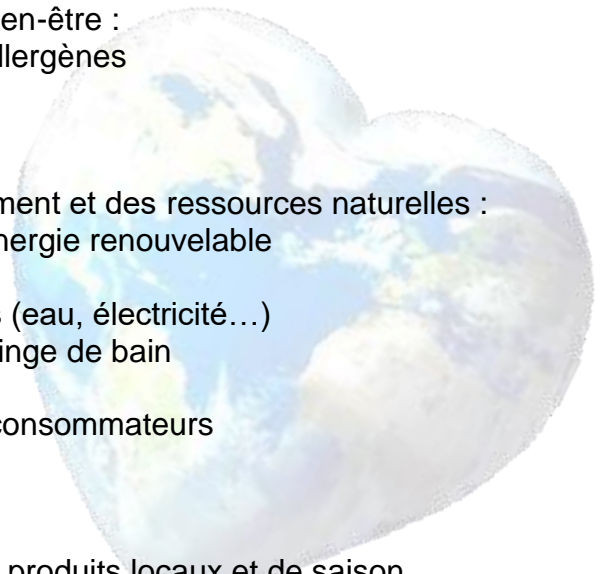 en-être :
llergènes
ment et des ressources naturelles :
nergie renouvelable
s (eau, électricité…)
inge de bain
consommateurs
produits locaux et de saison